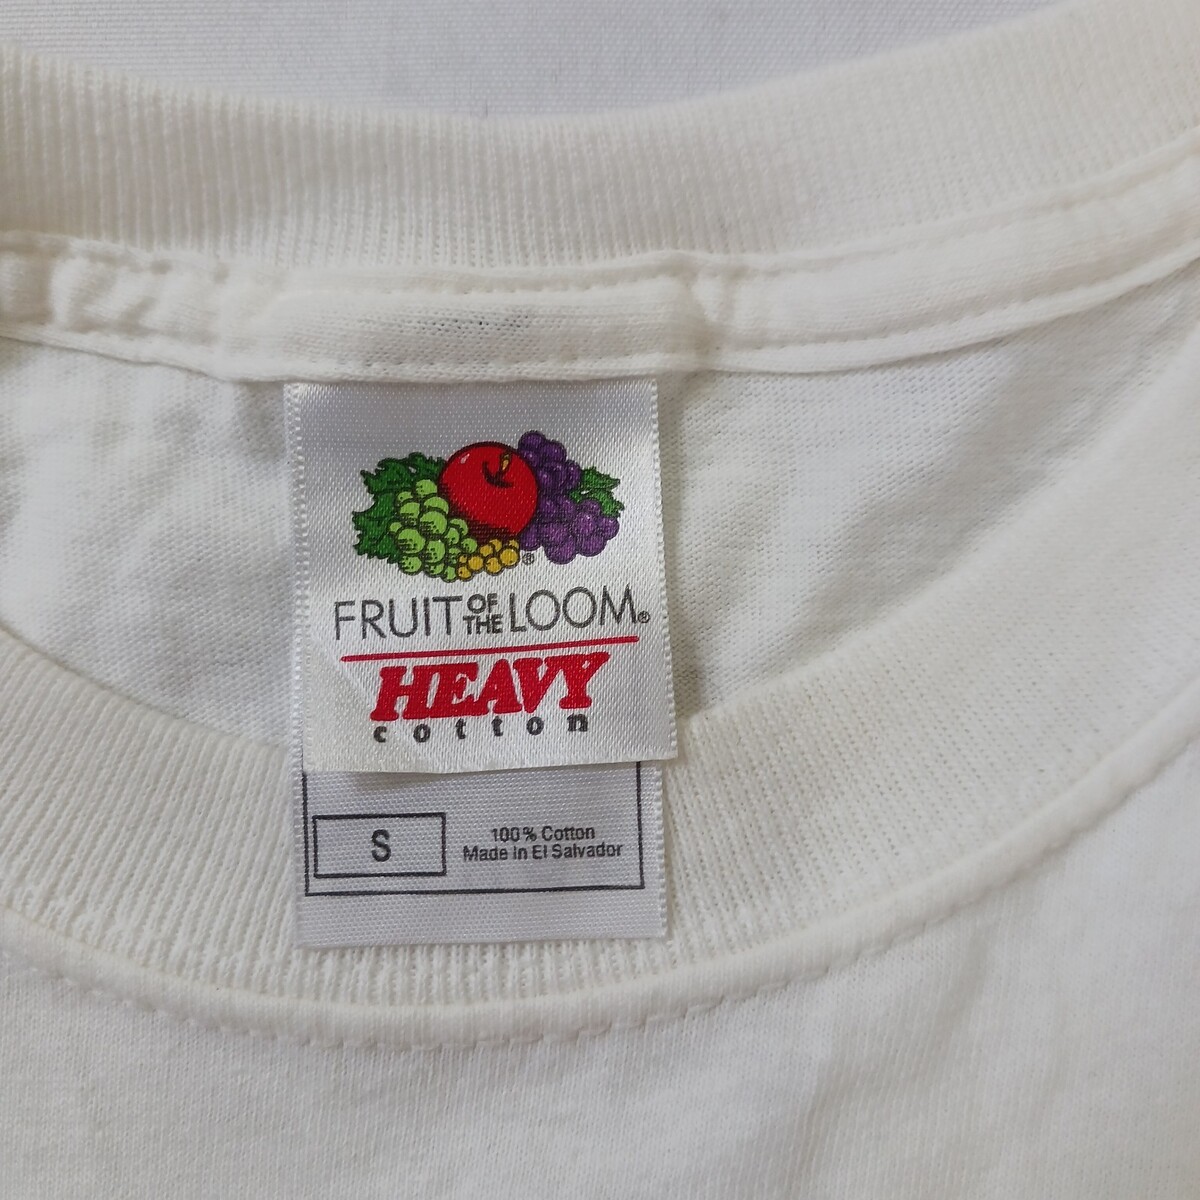 ®
FRUIT OF THE LOOM®
HEAVY
cotton
S
100% Cotton
Made in El Salvador